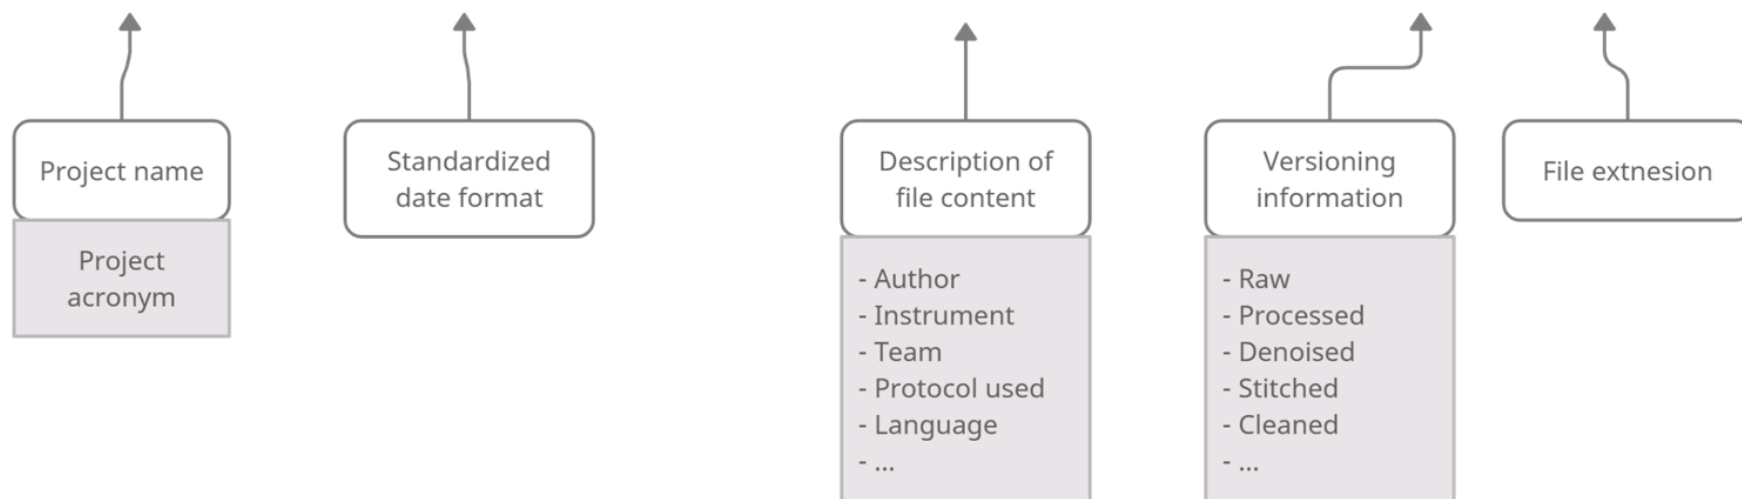 Project name
Project
acronym
Standardized
date format
Description of
file content
- Author
- Instrument
- Team
- Protocol used
- Language
- ...
Versioning
information
- Raw
- Processed
- Denoised
- Stitched
- Cleaned
- ...
File extnesion